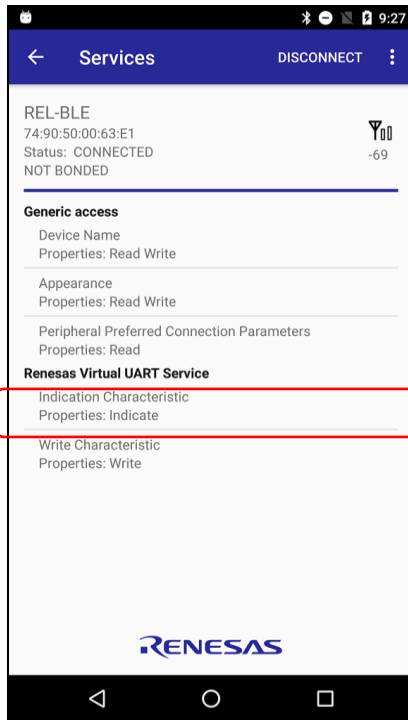 9:27
Services
DISCONNECT
REL-BLE
74:90:50:00:63:E1
Status: CONNECTED
-69
NOT BONDED
Generic access
Device Name
Properties: Read Write
Appearance
Properties: Read Write
Peripheral Preferred Connection Parameters
Properties: Read
Renesas Virtual UART Service
Indication Characteristic
Properties: Indicate
Write Characteristic
Properties: Write
RENESAS